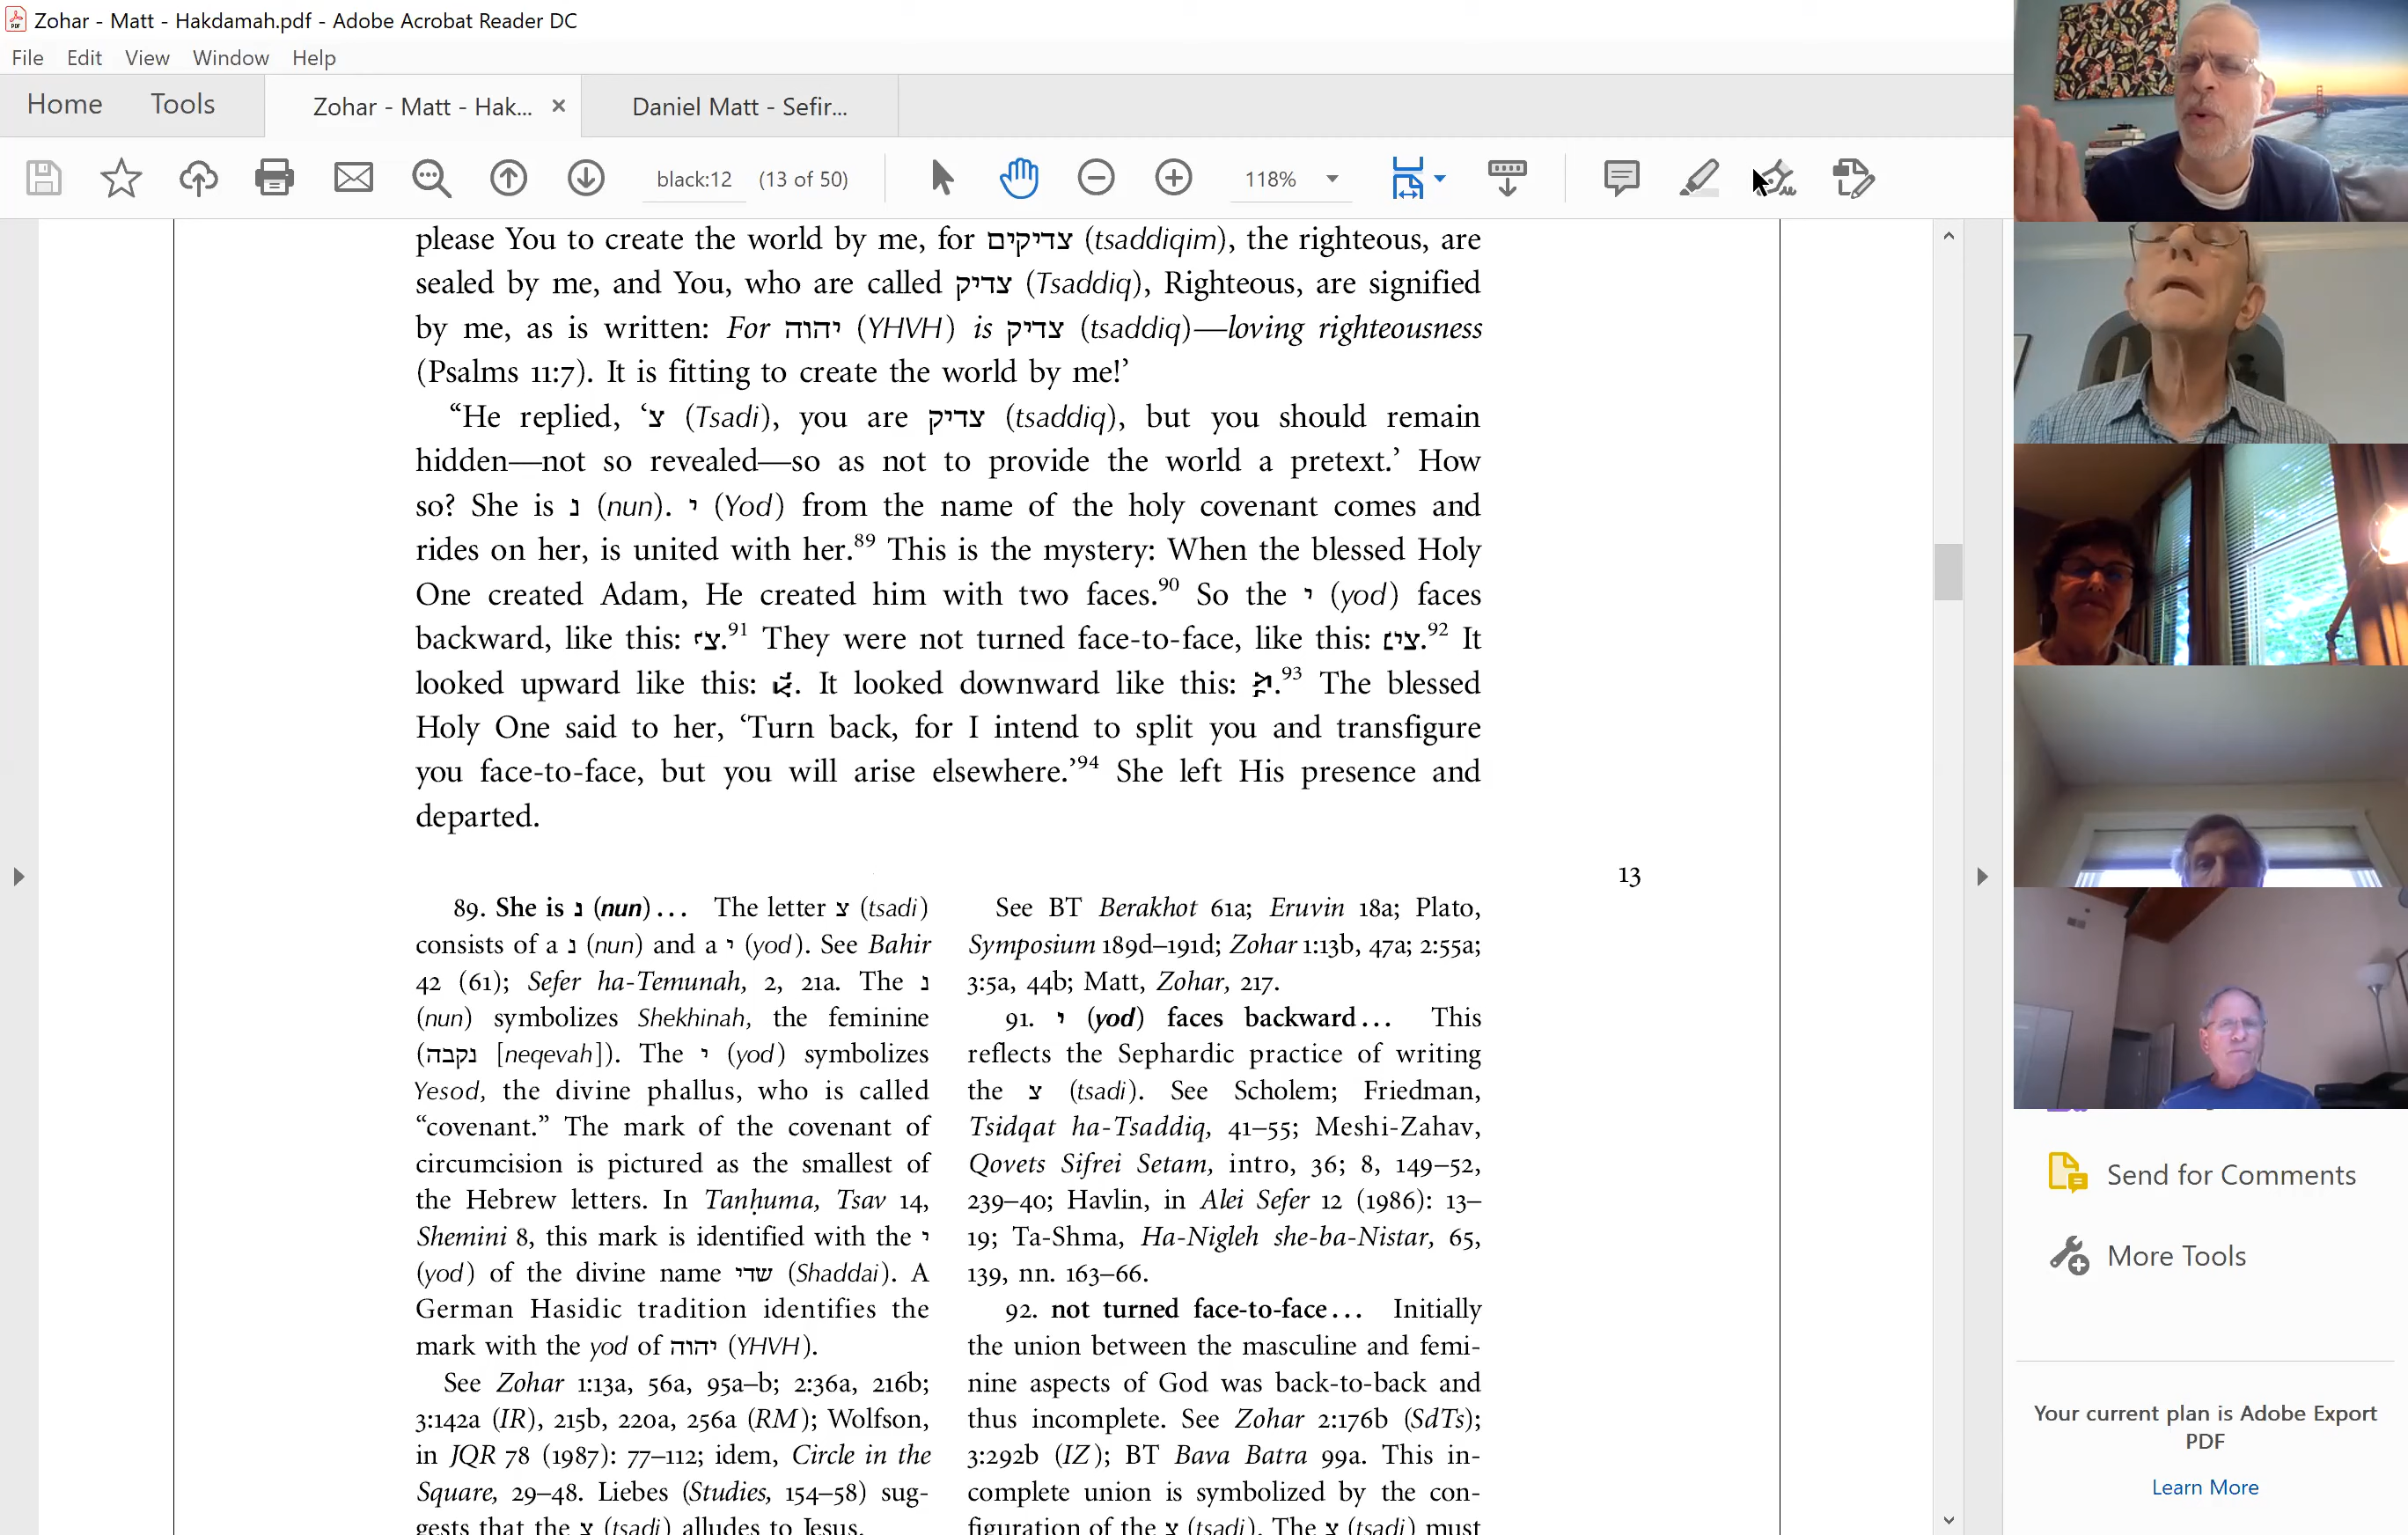 Zohar - Matt - Hakdamah.pdf - Adobe Acrobat Reader DC
File Edit View Window Help
Home Tools Zohar - Matt - Hak... × Daniel Matt - Sefir...
black:12 (13 of 50) 118%
please You to create the world by me, for צדיקים (tsaddiqim), the righteous, are
sealed by me, and You, who are called צדיק (Tsaddiq), Righteous, are signified
by me, as is written: For יהוה (YHVH) is צדיק (tsaddiq)—loving righteousness
(Psalms 11:7). It is fitting to create the world by me!’
“He replied, ‘צ (Tsadi), you are צדיק (tsaddiq), but you should remain
hidden—not so revealed—so as not to provide the world a pretext.’ How
so? She is נ (nun). י (Yod) from the name of the holy covenant comes and
rides on her, is united with her.89 This is the mystery: When the blessed Holy
One created Adam, He created him with two faces.90 So the י (yod) faces
backward, like this: .91 They were not turned face-to-face, like this: .92 It
looked upward like this: . It looked downward like this: .93 The blessed
Holy One said to her, ‘Turn back, for I intend to split you and transfigure
you face-to-face, but you will arise elsewhere.’94 She left His presence and
departed.
13
89. She is נ (nun)... The letter צ (tsadi)
consists of a נ (nun) and a י (yod). See Bahir
42 (61); Sefer ha-Temunah, 2, 21a. The נ
(nun) symbolizes Shekhinah, the feminine
(נקבה [neqevah]). The י (yod) symbolizes
Yesod, the divine phallus, who is called
“covenant.” The mark of the covenant of
circumcision is pictured as the smallest of
the Hebrew letters. In Tanḥuma, Tsav 14,
Shemini 8, this mark is identified with the י
(yod) of the divine name שדי (Shaddai). A
German Hasidic tradition identifies the
mark with the yod of יהוה (YHVH).
See Zohar 1:13a, 56a, 95a–b; 2:36a, 216b;
3:142a (IR), 215b, 220a, 256a (RM); Wolfson,
in JQR 78 (1987): 77–112; idem, Circle in the
Square, 29–48. Liebes (Studies, 154–58) sug-
gests that the צ (tsadi) alludes to Jesus.
See BT Berakhot 61a; Eruvin 18a; Plato,
Symposium 189d–191d; Zohar 1:13b, 47a; 2:55a;
3:5a, 44b; Matt, Zohar, 217.
91. י (yod) faces backward... This
reflects the Sephardic practice of writing
the צ (tsadi). See Scholem; Friedman,
Tsidqat ha-Tsaddiq, 41–55; Meshi-Zahav,
Qovets Sifrei Setam, intro, 36; 8, 149–52,
239–40; Havlin, in Alei Sefer 12 (1986): 13–
19; Ta-Shma, Ha-Nigleh she-ba-Nistar, 65,
139, nn. 163–66.
92. not turned face-to-face... Initially
the union between the masculine and femi-
nine aspects of God was back-to-back and
thus incomplete. See Zohar 2:176b (SdTs);
3:292b (IZ); BT Bava Batra 99a. This in-
complete union is symbolized by the con-
figuration of the צ (tsadi). The צ (tsadi) must
Send for Comments
More Tools
Your current plan is Adobe Export
PDF
Learn More